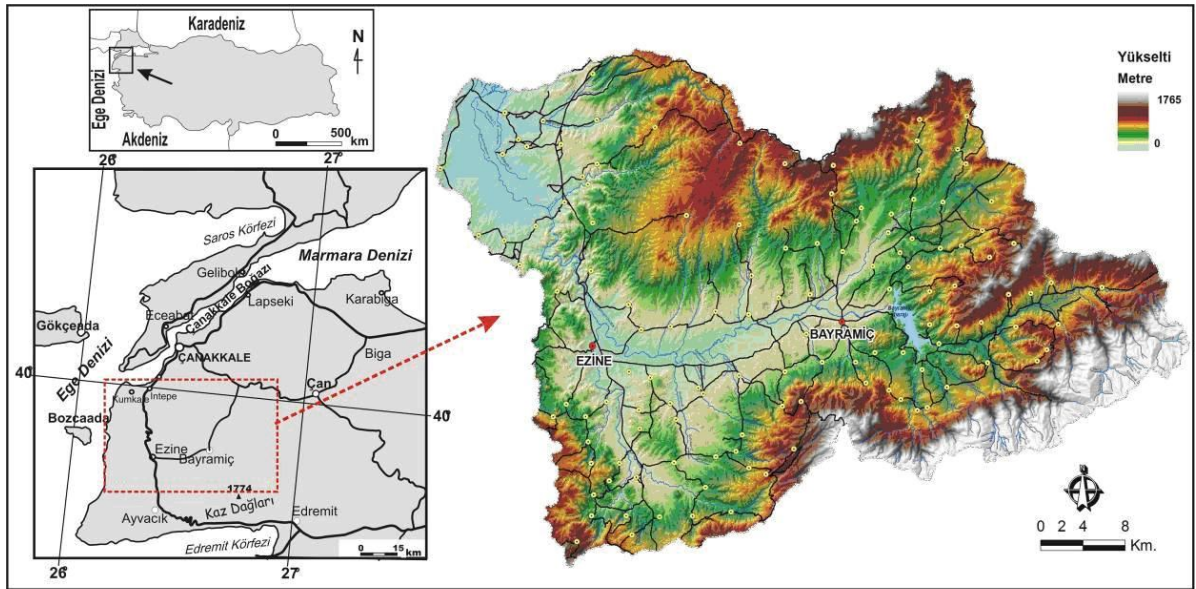 Karadeniz
N
Ege Denizi
Akdeniz
0 500
km
26°
27°
Saros Körfezi
Marmara Denizi
Gelibolu
Çanakkale Boğazı
Lapseki
Karabiga
Eceabat
Gökçeada
Ege Denizi
ÇANAKKALE
Biga
40°
Çan
Kumkale
İntepe
Bozcaada
40°
Ezine
Bayramiç
1774
Kaz Dağları
Ayvacık
Edremit
Edremit Körfezi
0 15
km
26°
27°
Yükselti
Metre
1765
0
BAYRAMİÇ
EZİNE
0 2 4 8
Km.